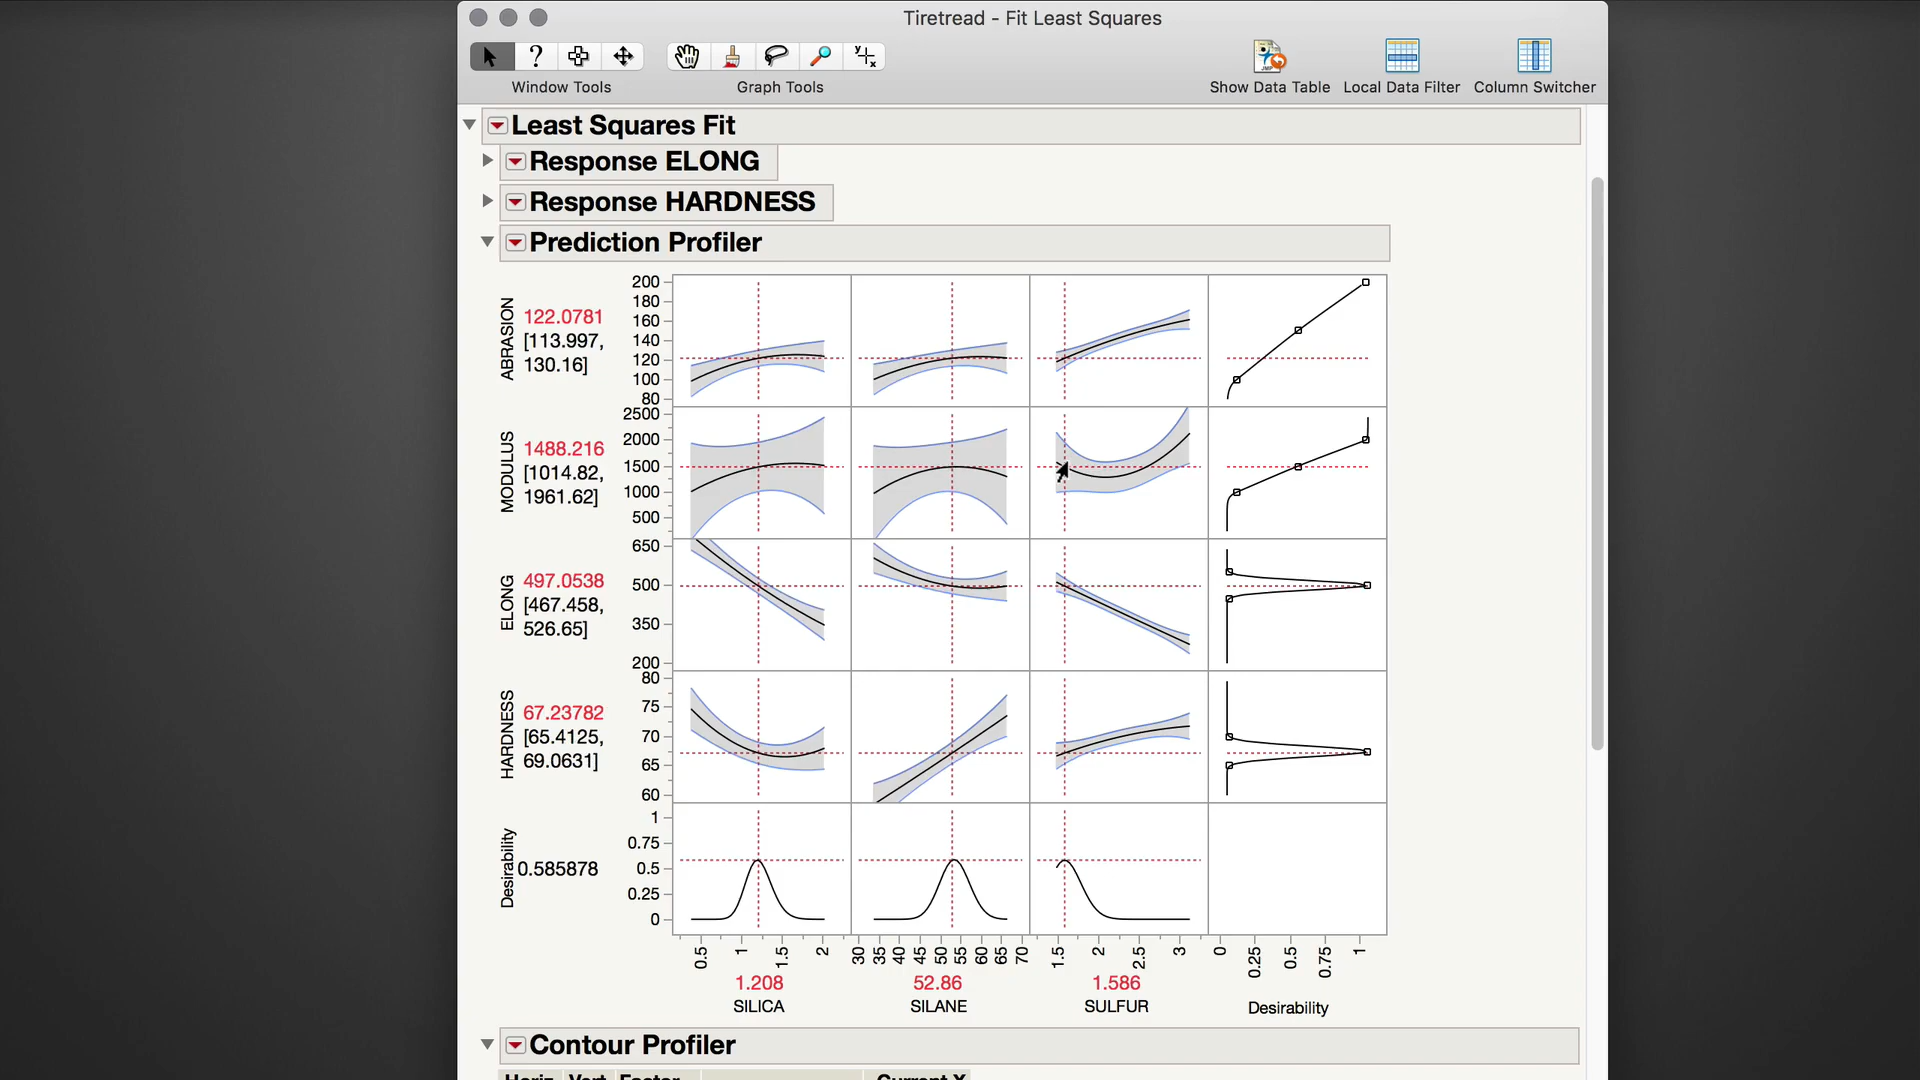 Tiretread - Fit Least Squares
?
JMP
y
x
Window Tools
Graph Tools
Show Data Table
Local Data Filter
Column Switcher
Least Squares Fit
Response ELONG
Response HARDNESS
Prediction Profiler
ABRASION
122.0781
[113.997,
130.16]
200
180
160
140
120
100
80
MODULUS
1488.216
[1014.82,
1961.62]
2500
2000
1500
1000
500
ELONG
497.0538
[467.458,
526.65]
650
500
350
200
HARDNESS
67.23782
[65.4125,
69.0631]
80
75
70
65
60
Desirability
0.585878
1
0.75
0.5
0.25
0
0.5 1 1.5 2
30 35 40 45 50 55 60 65 70
1.5 2 2.5 3
0 0.25 0.5 0.75 1
1.208
SILICA
52.86
SILANE
1.586
SULFUR
Desirability
Contour Profiler
Horiz Vert Factor Current X